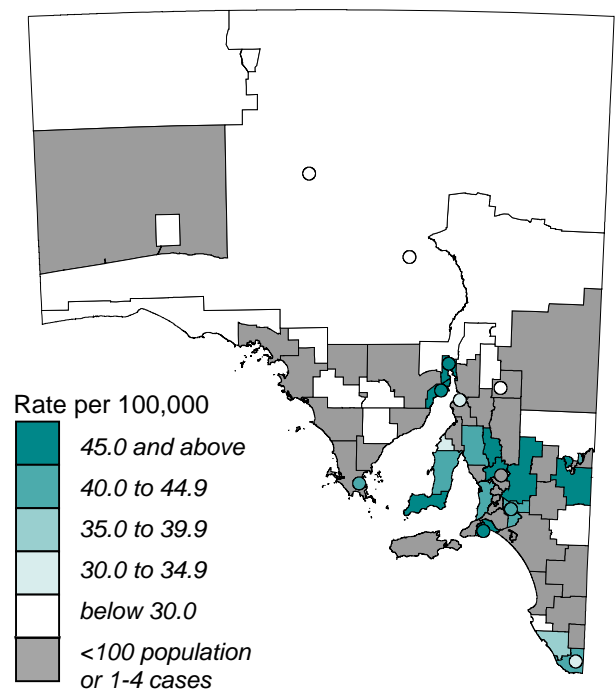 Rate per 100,000
45.0 and above
40.0 to 44.9
35.0 to 39.9
30.0 to 34.9
below 30.0
<100 population
or 1-4 cases